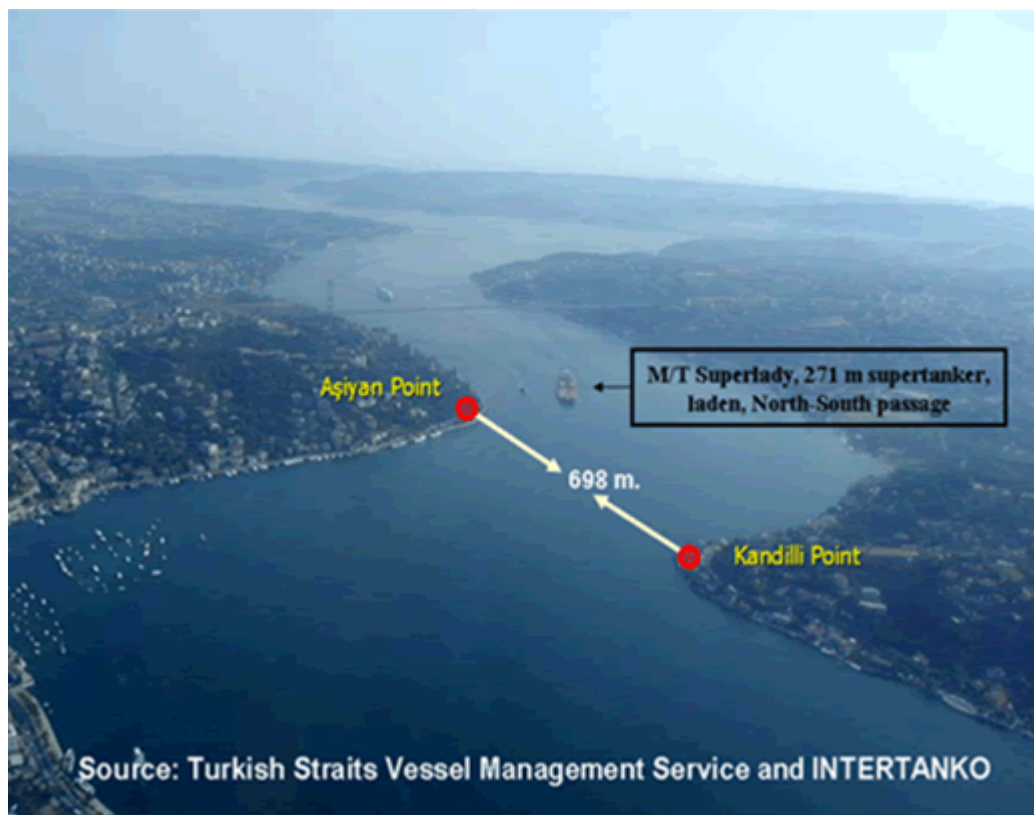 M/T Superlady, 271 m supertanker,
laden, North-South passage
Aşiyan Point
698 m.
Kandilli Point
Source: Turkish Straits Vessel Management Service and INTERTANKO